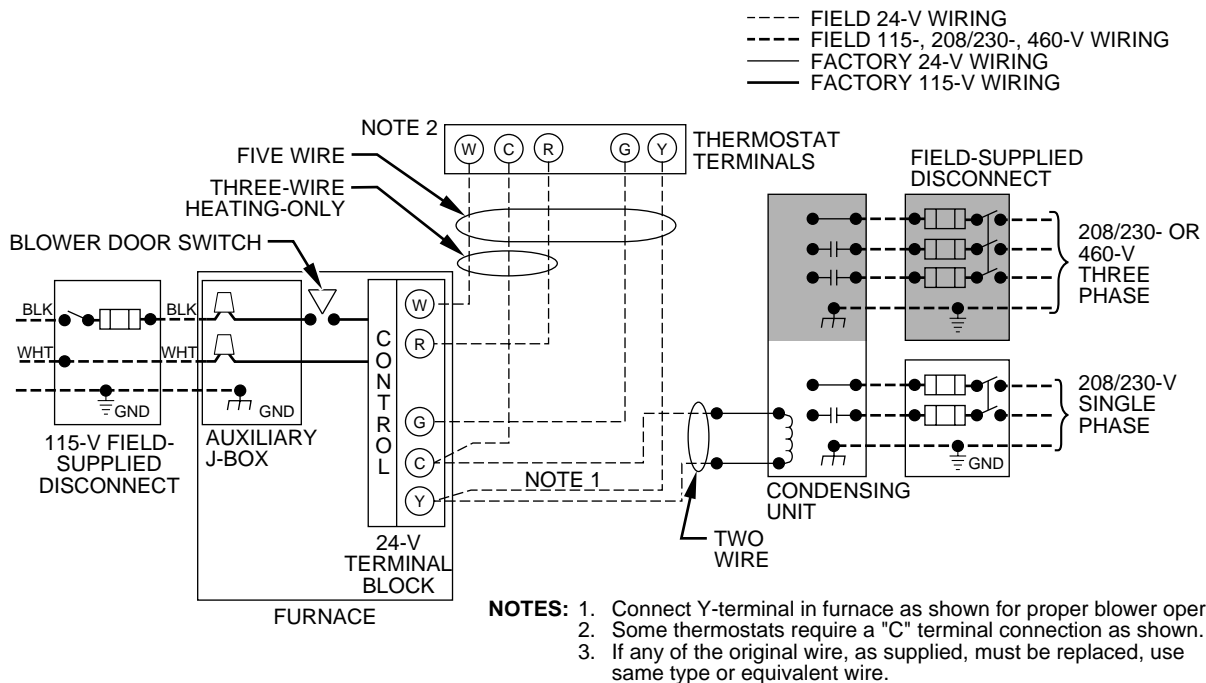 FIELD 24-V WIRING
FIELD 115-, 208/230-, 460-V WIRING
FACTORY 24-V WIRING
FACTORY 115-V WIRING
NOTE 2
W C R G Y
THERMOSTAT
TERMINALS
FIVE WIRE
THREE-WIRE
HEATING-ONLY
BLOWER DOOR SWITCH
FIELD-SUPPLIED
DISCONNECT
208/230- OR
460-V
THREE
PHASE
BLK
BLK
WHT
WHT
GND
GND
115-V FIELD-
SUPPLIED
DISCONNECT
AUXILIARY
J-BOX
CONTROL
W
R
G
C
Y
NOTE 1
24-V
TERMINAL
BLOCK
FURNACE
TWO
WIRE
CONDENSING
UNIT
208/230-V
SINGLE
PHASE
GND
NOTES: 1. Connect Y-terminal in furnace as shown for proper blower oper
2. Some thermostats require a "C" terminal connection as shown.
3. If any of the original wire, as supplied, must be replaced, use
same type or equivalent wire.